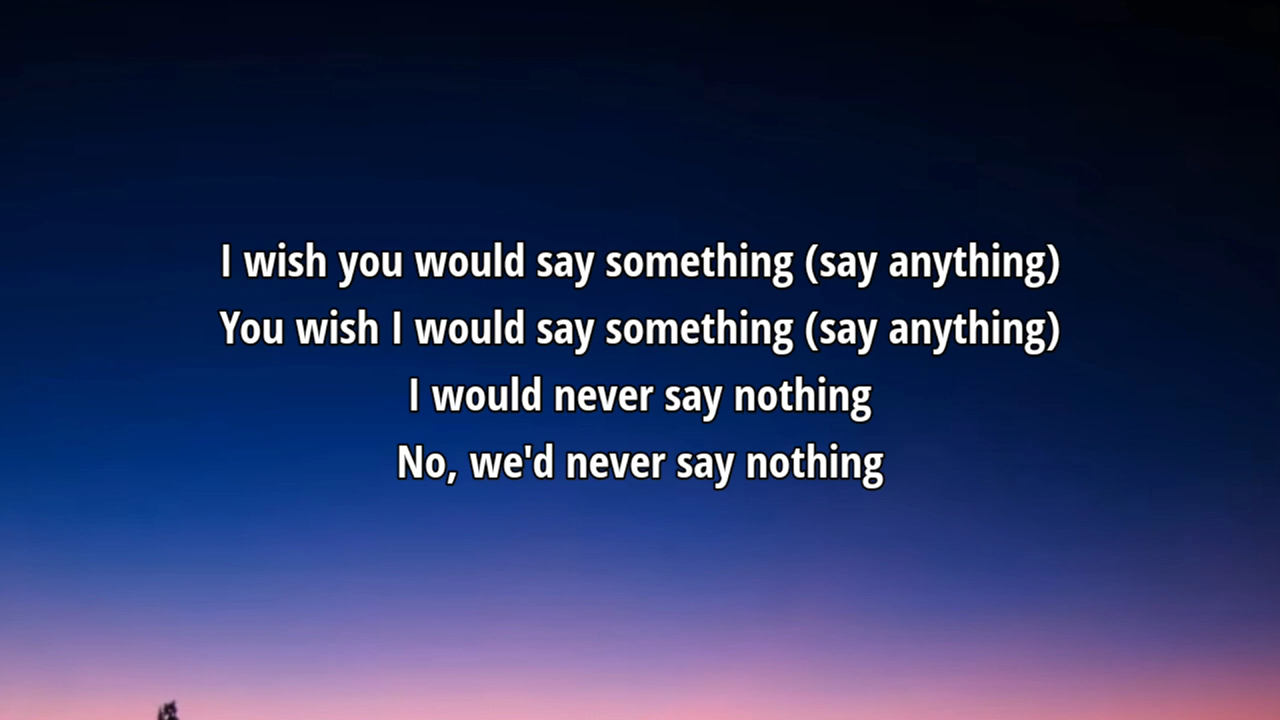 I wish you would say something (say anything)
You wish I would say something (say anything)
I would never say nothing
No, we'd never say nothing